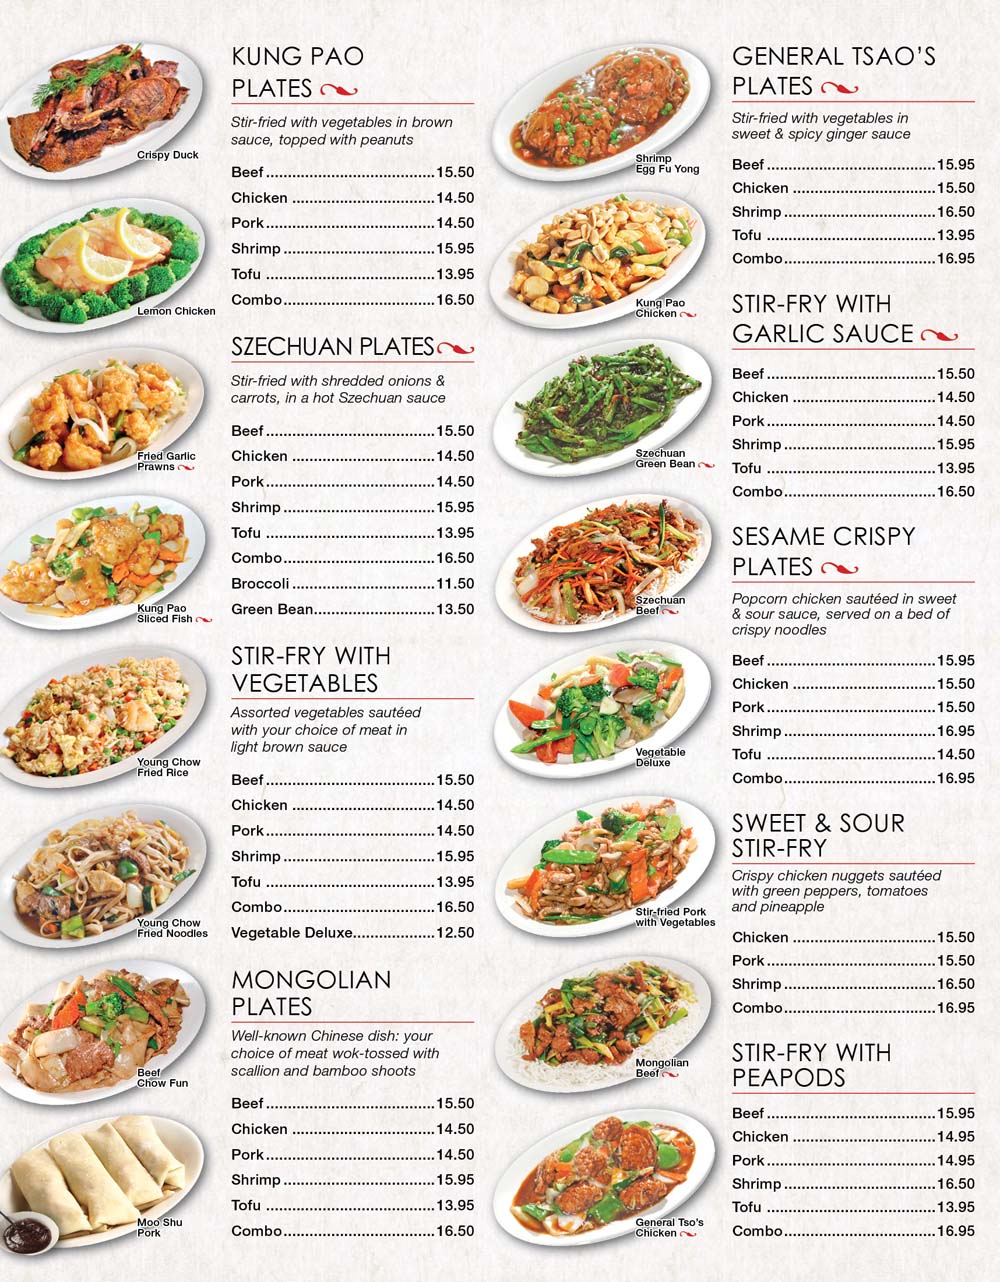 Crispy Duck
Lemon Chicken
Fried Garlic
Prawns
Kung Pao
Sliced Fish
Young Chow
Fried Rice
Young Chow
Fried Noodles
Beef
Chow Fun
Moo Shu
Pork
KUNG PAO
PLATES
Stir-fried with vegetables in brown
sauce, topped with peanuts
Beef........................................15.50
Chicken ..................................14.50
Pork........................................14.50
Shrimp....................................15.95
Tofu ........................................13.95
Combo....................................16.50
SZECHUAN PLATES
Stir-fried with shredded onions &
carrots, in a hot Szechuan sauce
Beef........................................15.50
Chicken ..................................14.50
Pork........................................14.50
Shrimp....................................15.95
Tofu ........................................13.95
Combo....................................16.50
Broccoli ..................................11.50
Green Bean.............................13.50
STIR-FRY WITH
VEGETABLES
Assorted vegetables sautéed
with your choice of meat in
light brown sauce
Beef........................................15.50
Chicken ..................................14.50
Pork........................................14.50
Shrimp....................................15.95
Tofu ........................................13.95
Combo....................................16.50
Vegetable Deluxe....................12.50
MONGOLIAN
PLATES
Well-known Chinese dish: your
choice of meat wok-tossed with
scallion and bamboo shoots
Beef........................................15.50
Chicken ..................................14.50
Pork........................................14.50
Shrimp....................................15.95
Tofu ........................................13.95
Combo....................................16.50
Shrimp
Egg Fu Yong
Kung Pao
Chicken
Szechuan
Green Bean
Szechuan
Beef
Vegetable
Deluxe
Stir-fried Pork
with Vegetables
Mongolian
Beef
General Tso's
Chicken
GENERAL TSAO'S
PLATES
Stir-fried with vegetables in
sweet & spicy ginger sauce
Beef........................................15.95
Chicken ..................................15.50
Shrimp....................................16.50
Tofu ........................................13.95
Combo....................................16.95
STIR-FRY WITH
GARLIC SAUCE
Beef........................................15.50
Chicken ..................................14.50
Pork........................................14.50
Shrimp....................................15.95
Tofu ........................................13.95
Combo....................................16.50
SESAME CRISPY
PLATES
Popcorn chicken sautéed in sweet
& sour sauce, served on a bed of
crispy noodles
Beef........................................15.95
Chicken ..................................15.50
Pork........................................15.50
Shrimp....................................16.95
Tofu ........................................14.50
Combo....................................16.95
SWEET & SOUR
STIR-FRY
Crispy chicken nuggets sautéed
with green peppers, tomatoes
and pineapple
Chicken ..................................15.50
Pork........................................15.50
Shrimp....................................16.50
Combo....................................16.95
STIR-FRY WITH
PEAPODS
Beef........................................15.95
Chicken ..................................14.95
Pork........................................14.95
Shrimp....................................16.50
Tofu ........................................13.95
Combo....................................16.95